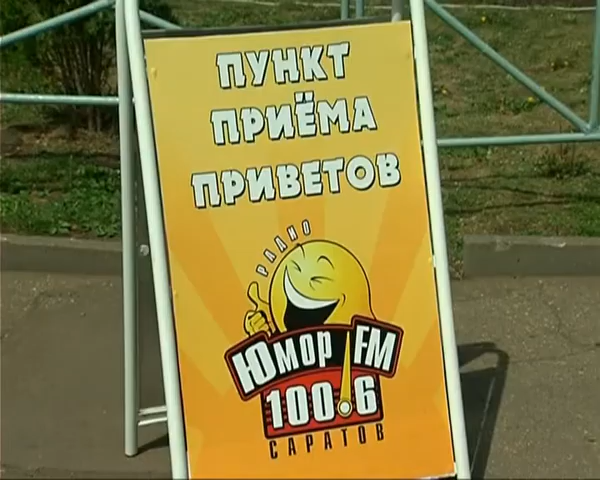 ПУНКТ
ПРИЁМА
ПРИВЕТОВ
РАДИО
Юмор FM
100.6
САРАТОВ